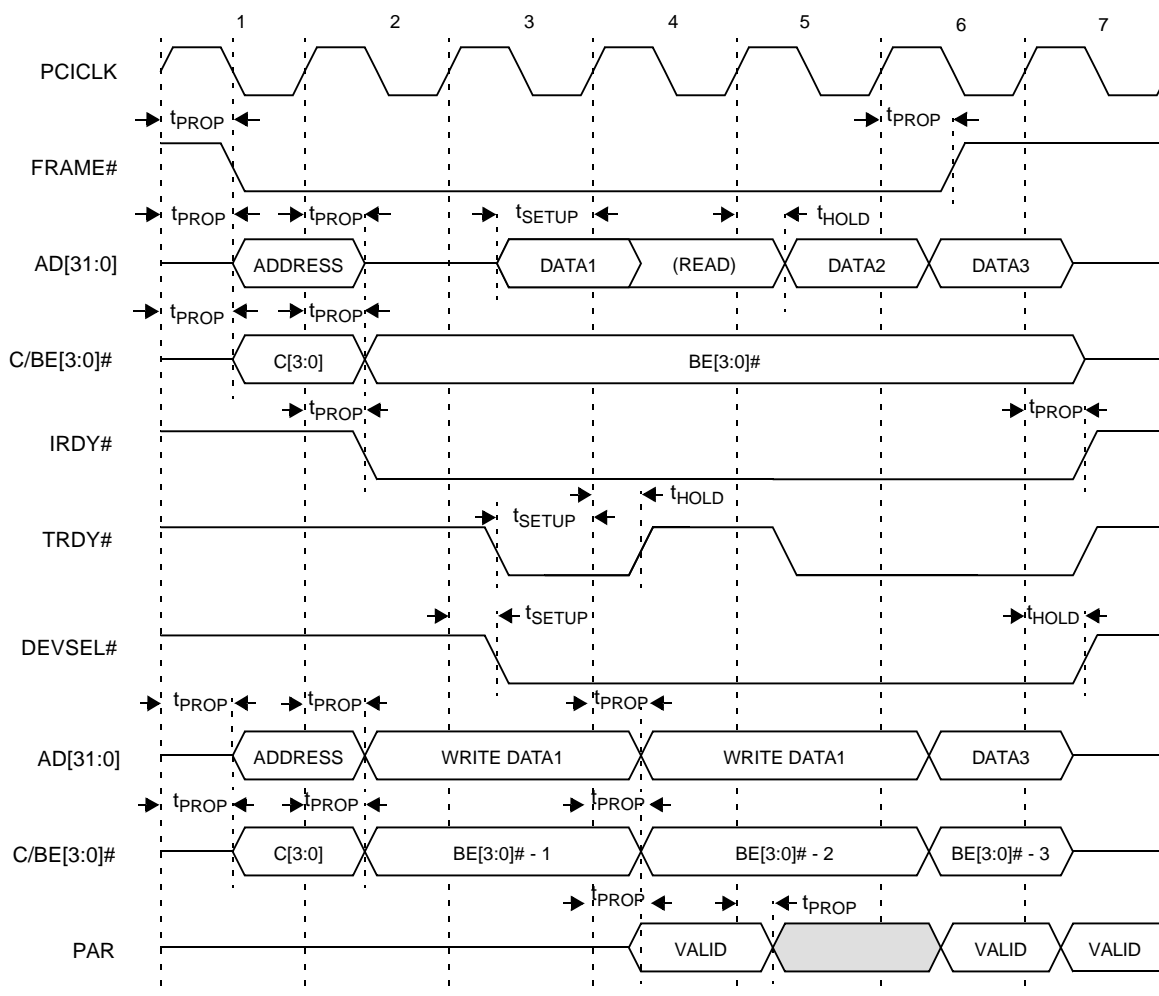 1 2 3 4 5 6 7
PCICLK
tPROP tPROP
FRAME#
tPROP tPROP tSETUP tHOLD
AD[31:0] ADDRESS DATA1 (READ) DATA2 DATA3
tPROP tPROP
C/BE[3:0]# C[3:0] BE[3:0]#
tPROP tPROP
IRDY#
tHOLD
tSETUP
TRDY#
tSETUP tHOLD
DEVSEL#
tPROP tPROP tPROP
AD[31:0] ADDRESS WRITE DATA1 WRITE DATA1 DATA3
tPROP tPROP tPROP
C/BE[3:0]# C[3:0] BE[3:0]# - 1 BE[3:0]# - 2 BE[3:0]# - 3
tPROP tPROP
PAR VALID VALID VALID